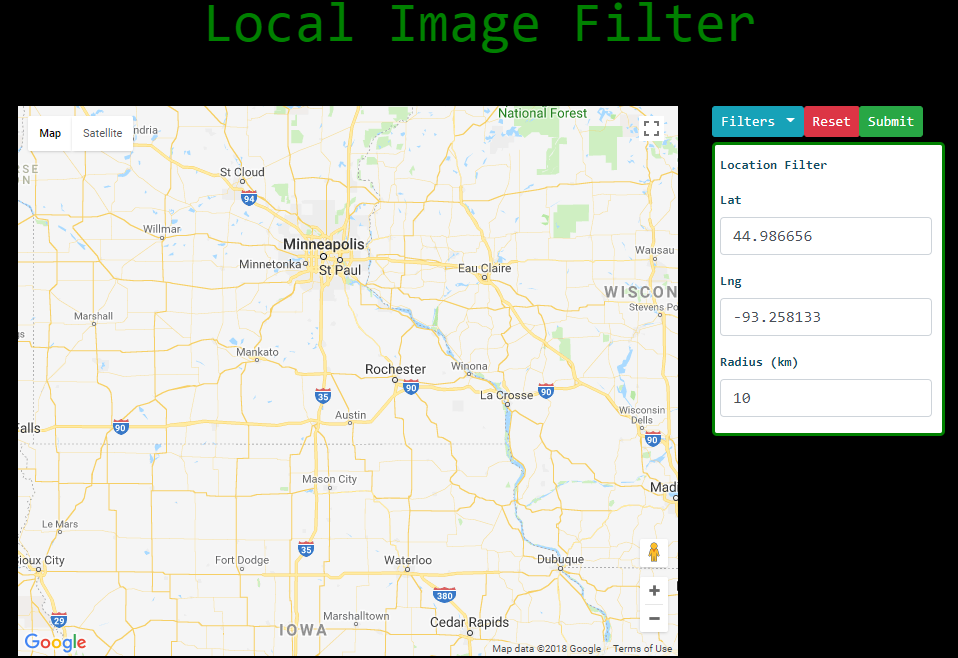 Local Image Filter
National Forest
Map Satellite
ndria
Filters Reset Submit
Location Filter
Lat
44.986656
Lng
-93.258133
Radius (km)
10
St Cloud
94
Willmar
Minneapolis
Minnetonka
St Paul
Eau Claire
Wausau
WISCON
Stevens Po
Marshall
Mankato
Rochester
90
Winona
35
La Crosse
90
Austin
Wisconsin
Dells
90
Falls
90
Mason City
Madi
Le Mars
35
Sioux City
Fort Dodge
Waterloo
Dubuque
+
380
29
Marshalltown
−
IOWA
Cedar Rapids
Google
Map data ©2018 Google Terms of Use